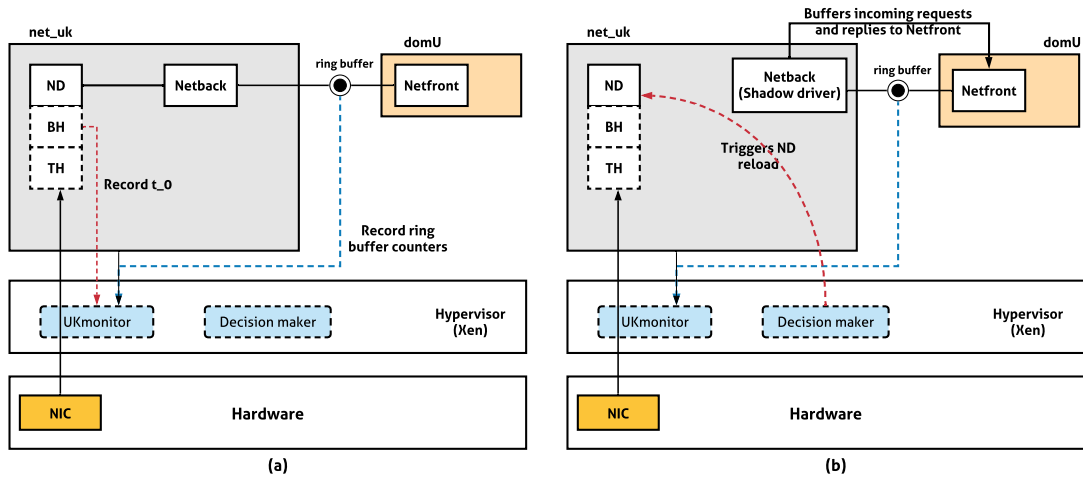 net_uk
domU
ND
Netback
ring buffer
Netfront
BH
TH
Record t_0
Record ring
buffer counters
UKmonitor
Decision maker
Hypervisor
(Xen)
NIC
Hardware
(a)
Buffers incoming requests
and replies to Netfront
net_uk
domU
ND
Netback
(Shadow driver)
ring buffer
Netfront
BH
TH
Triggers ND
reload
UKmonitor
Decision maker
Hypervisor
(Xen)
NIC
Hardware
(b)